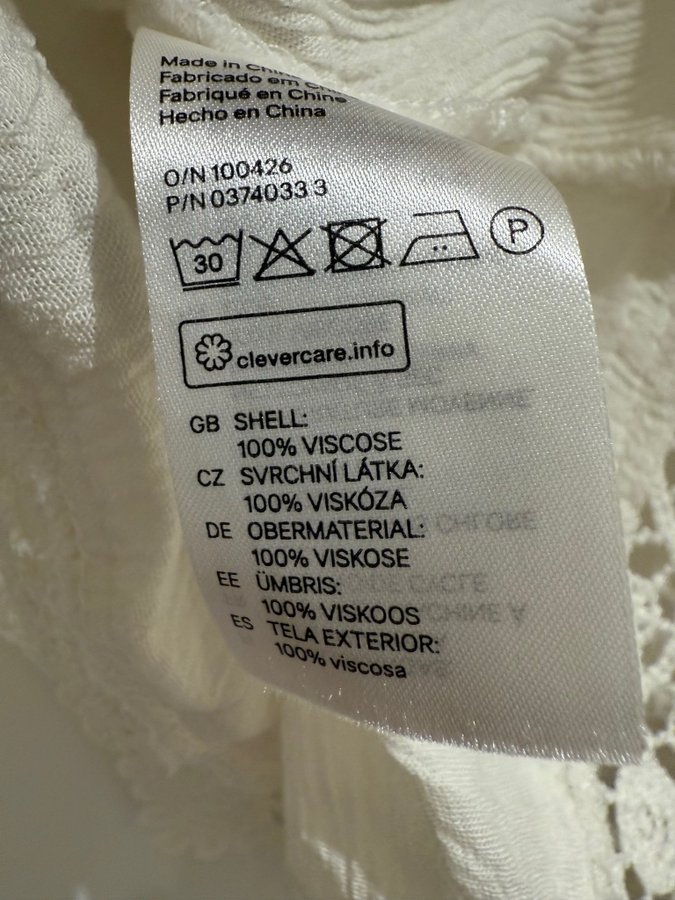 Made in
Fabricado em
Fabriqué en Chine
Hecho en China
O/N 100426
P/N 0374033 3
30
P
clevercare.info
GB SHELL:
100% VISCOSE
CZ SVRCHNÍ LÁTKA:
100% VISKÓZA
DE OBERMATERIAL:
100% VISKOSE
EE ÜMBRIS:
100% VISKOOS
ES TELA EXTERIOR:
100% viscosa